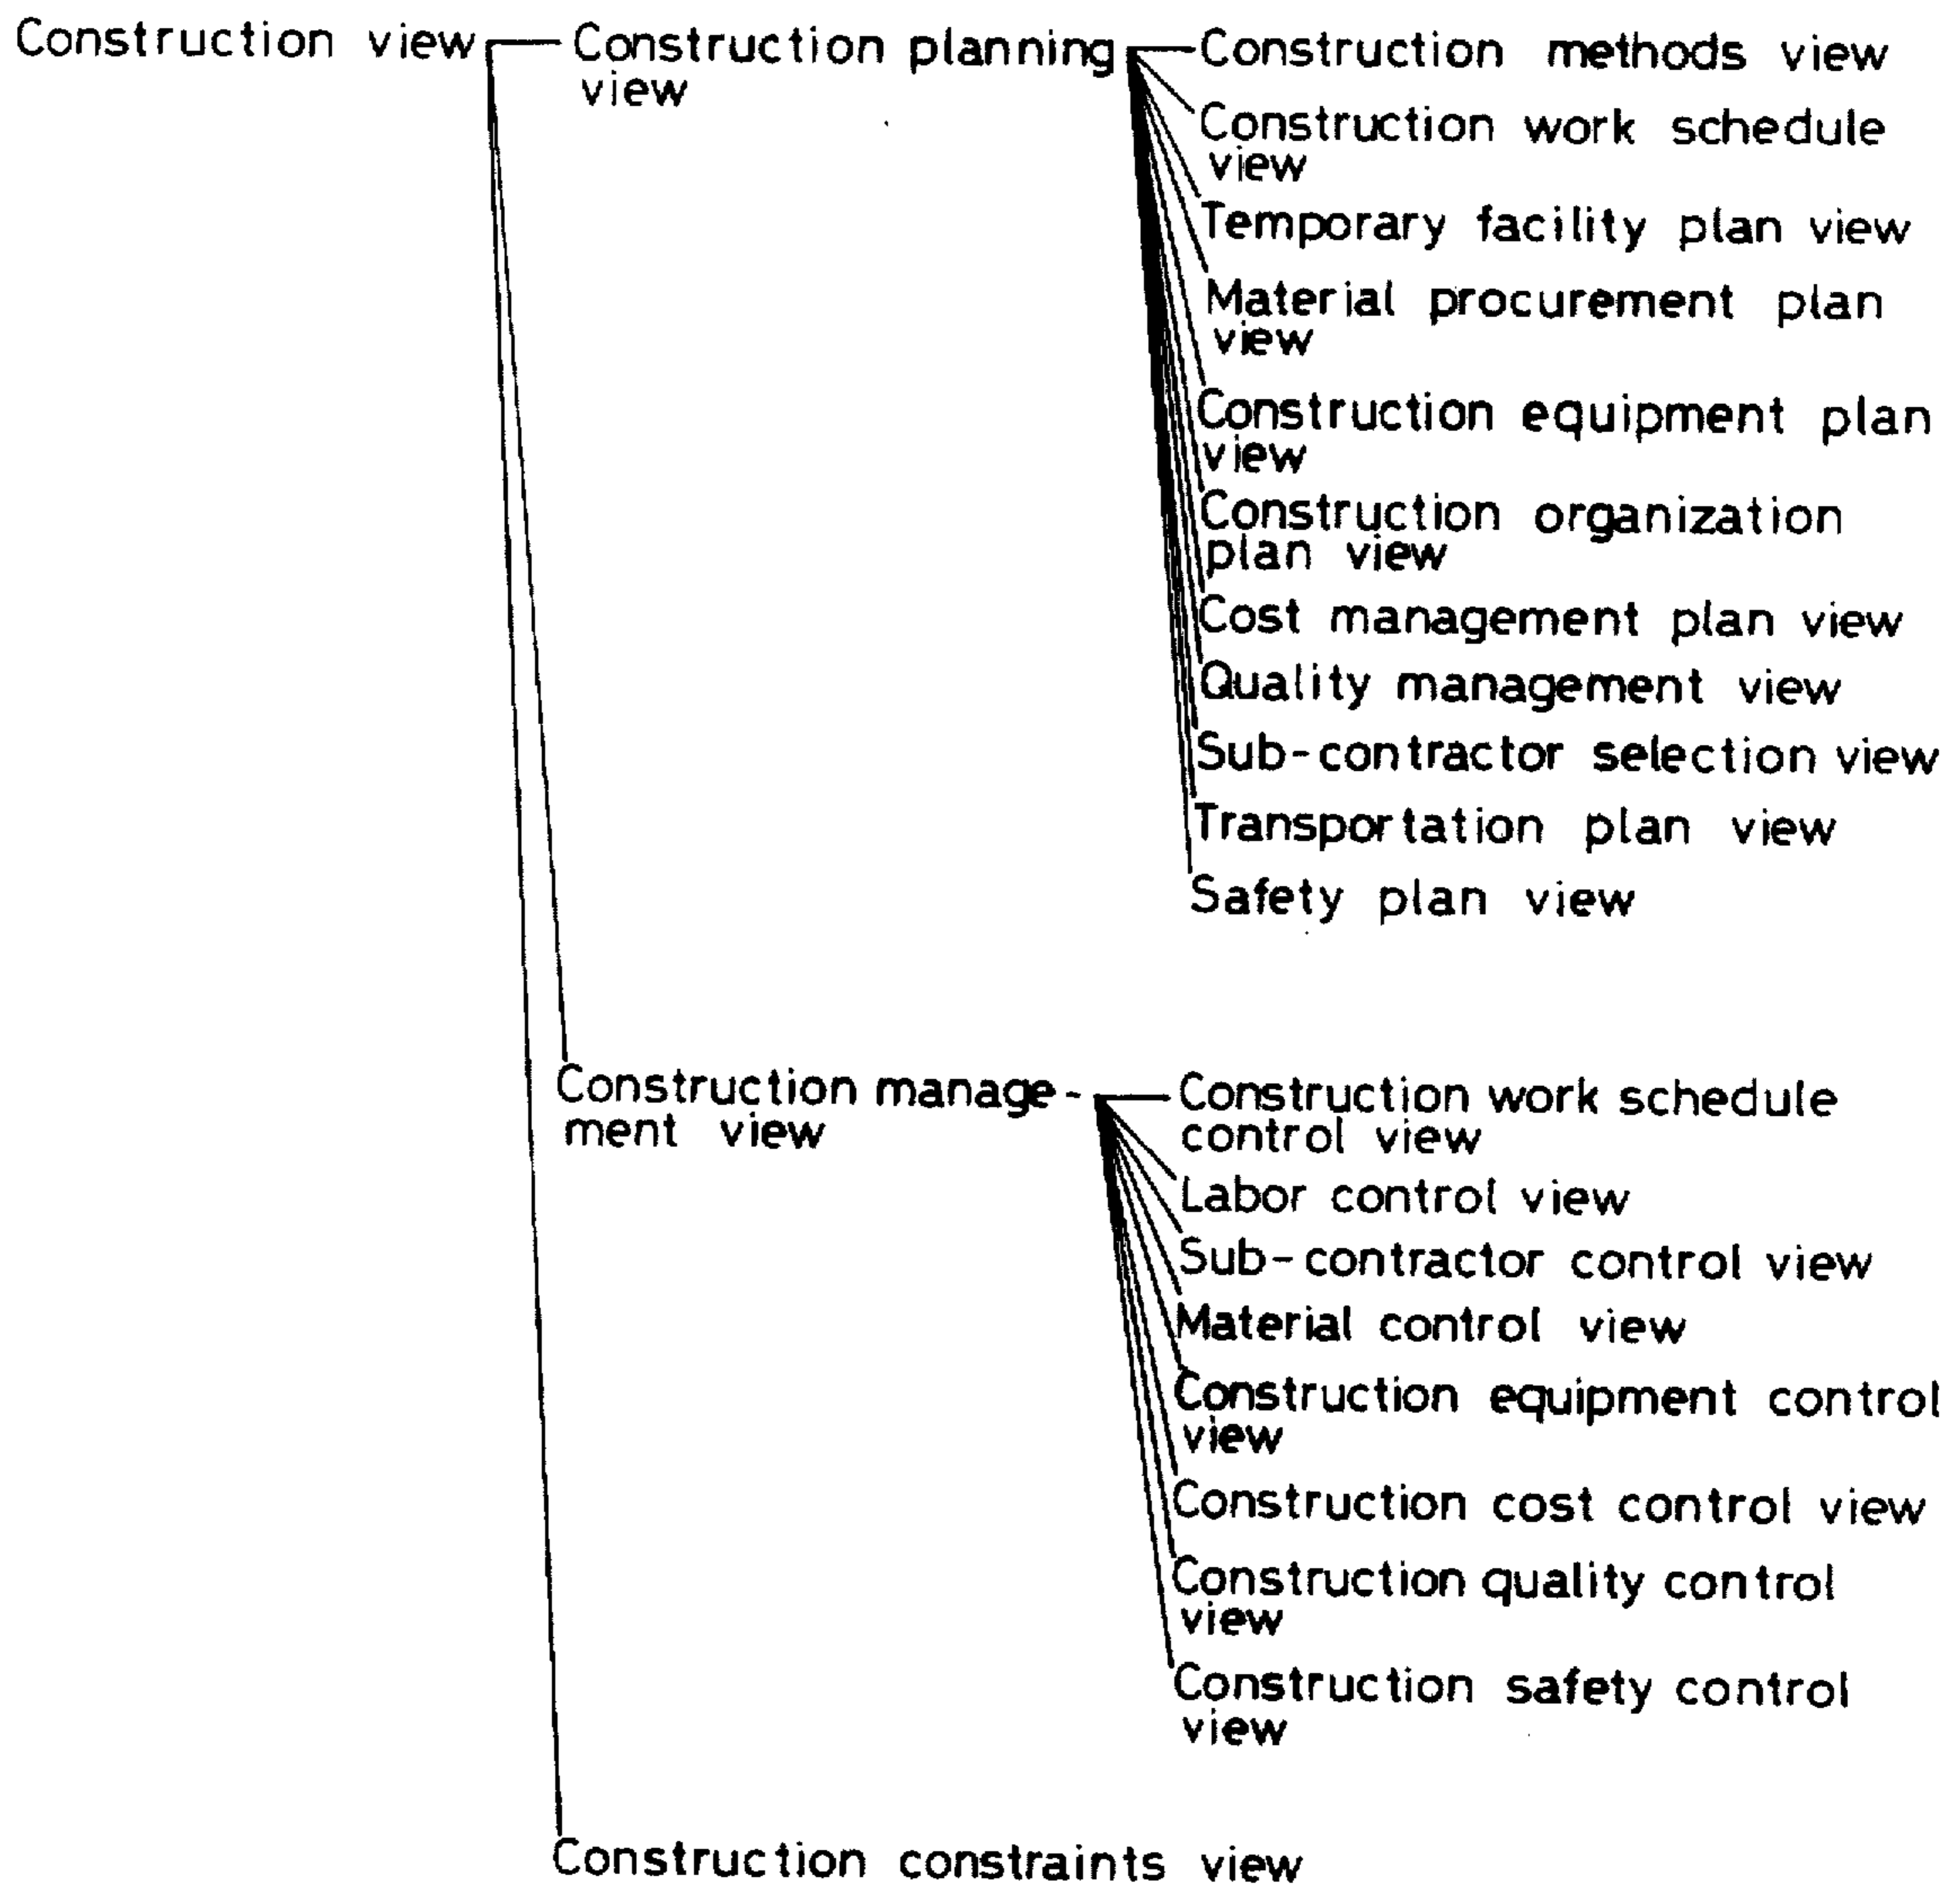 Construction view
Construction planning
view
Construction methods view
Construction work schedule
view
Temporary facility plan view
Material procurement plan
view
Construction equipment plan
view
Construction organization
plan view
Cost management plan view
Quality management view
Sub-contractor selection view
Transportation plan view
Safety plan view
Construction manage-
ment view
Construction work schedule
control view
Labor control view
Sub-contractor control view
Material control view
Construction equipment control
view
Construction cost control view
Construction quality control
view
Construction safety control
view
Construction constraints view